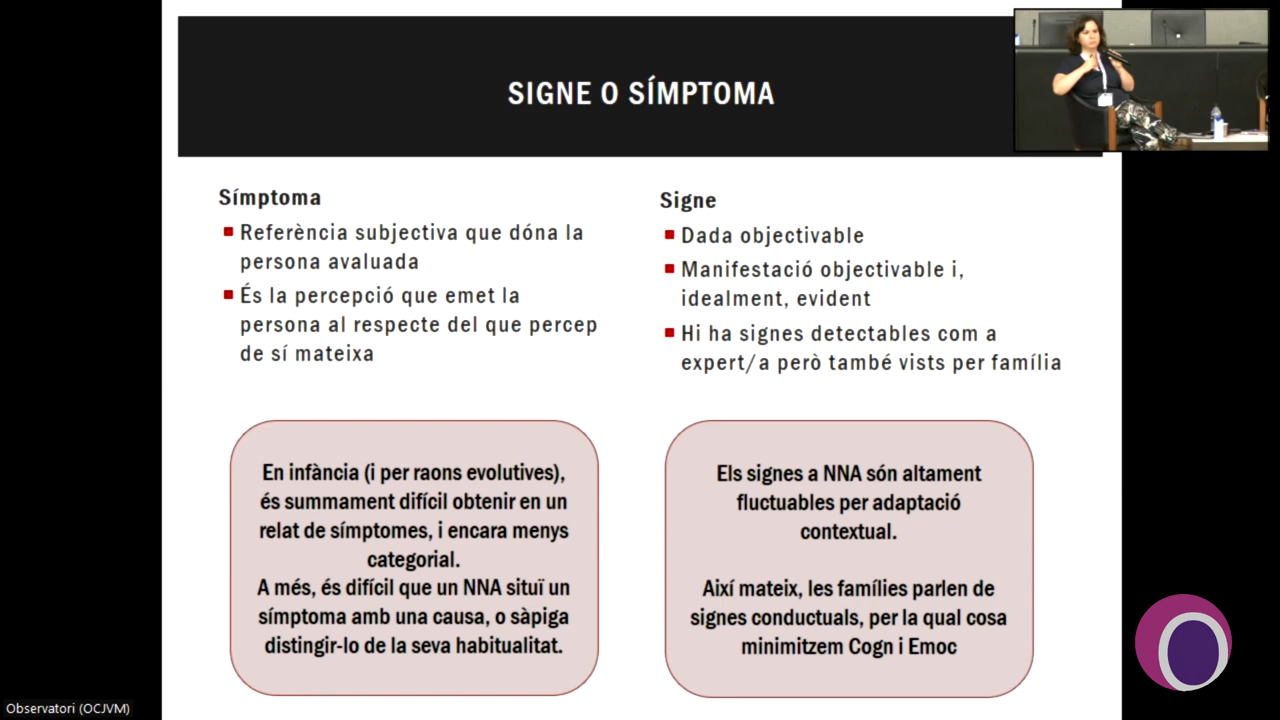 SIGNE O SÍMPTOMA
Símptoma
Referència subjectiva que dóna la
persona avaluada
És la percepció que emet la
persona al respecte del que percep
de sí mateixa
Signe
Dada objectivable
Manifestació objectivable i,
idealment, evident
Hi ha signes detectables com a
expert/a però també vists per família
En infància (i per raons evolutives),
és summament difícil obtenir en un
relat de símptomes, i encara menys
categorial.
A més, és difícil que un NNA situï un
símptoma amb una causa, o sàpiga
distingir-lo de la seva habitualitat.
Els signes a NNA són altament
fluctuables per adaptació
contextual.
Així mateix, les famílies parlen de
signes conductuals, per la qual cosa
minimitzem Cogn i Emoc
Observatori (OCJVM)